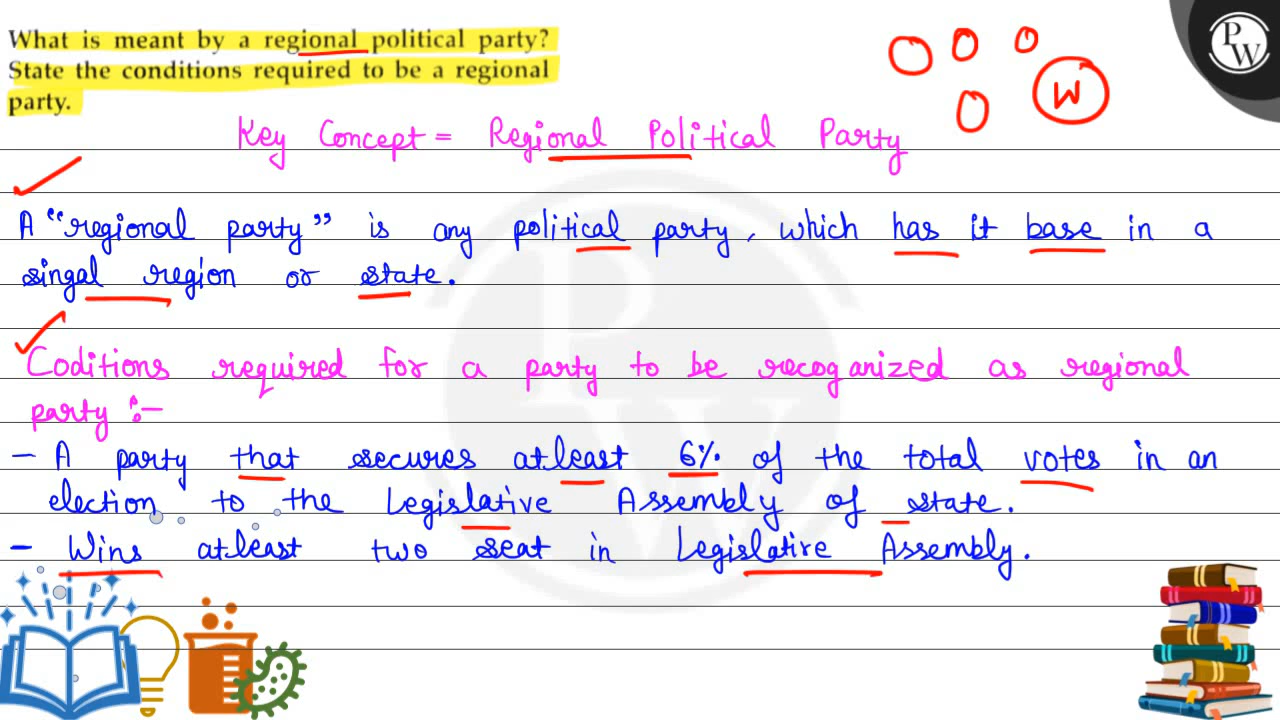 What is meant by a regional political party?
State the conditions required to be a regional
party.
PW
W
Key Concept = Regional Political Party
A "regional party" is any political party, which has it base in a
singal region or state.
Coditions required for a party to be recoganized as regional
party :-
- A party that secures atleast 6% of the total votes in an
election to the Legislative Assembly of state.
- Wins atleast two seat in Legislative Assembly.
PW